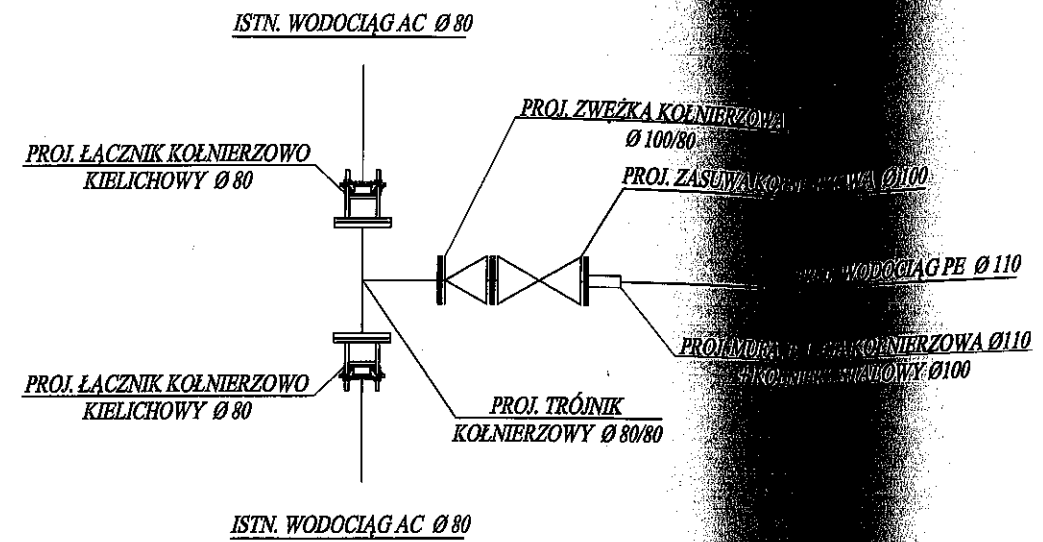 ISTN. WODOCIĄG AC Ø 80
PROJ. ZWĘŻKA KOŁNIERZOWA
Ø 100/80
PROJ. ŁĄCZNIK KOŁNIERZOWO
KIELICHOWY Ø 80
PROJ. ZASUWA Ø100
WODOCIĄG PE Ø 110
PROJ. KOŁNIERZOWA Ø110
Ø100
PROJ. ŁĄCZNIK KOŁNIERZOWO
KIELICHOWY Ø 80
PROJ. TRÓJNIK
KOŁNIERZOWY Ø 80/80
ISTN. WODOCIĄG AC Ø 80